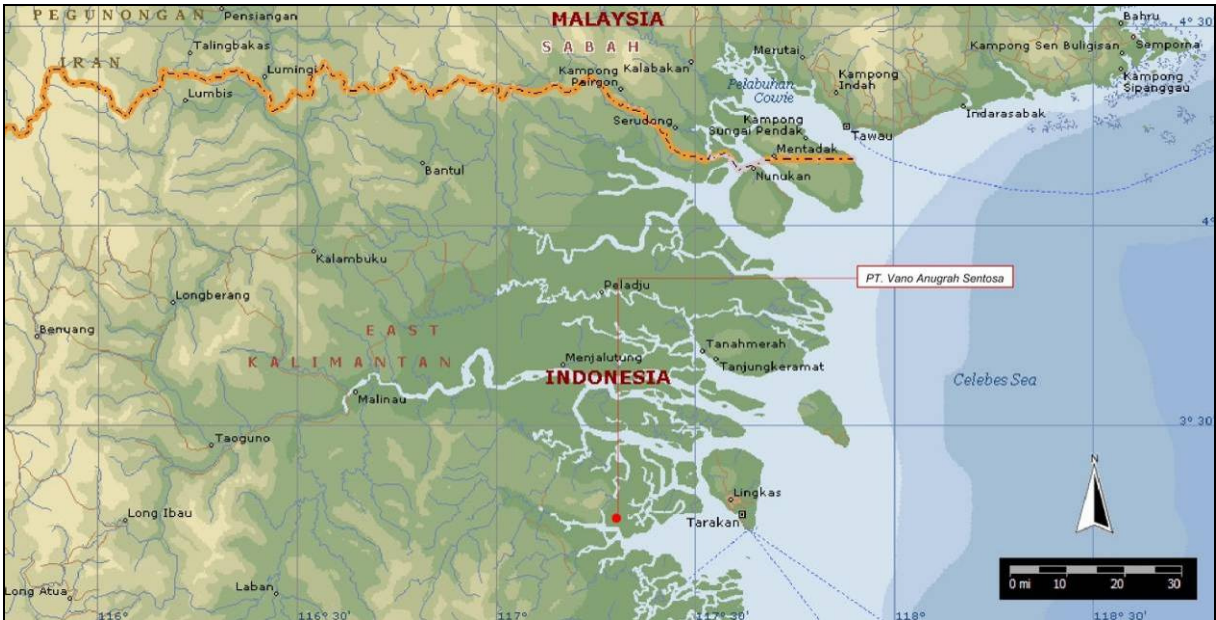 PEGUNONGAN
Pensiangan
MALAYSIA
Bahru
4° 30
Talingbakas
SABAH
Merutai
Kampong Sen Buligisan
Semporna
IRAN
Lumingi
Kampong
Pairgon
Kalabakan
Kampong
Indah
Kampong
Sipanggau
Lumbis
Pelabuhan
Cowie
Indarasabak
Serudong
Kampong
Sungai Pendak
Tawau
Mentadak
Bantul
Nunukan
4°
Kalambuku
PT. Vano Anugrah Sentosa
Longberang
Peladju
Benuang
EAST
KALIMANTAN
Tanahmerah
Menjalutung
Tanjungkeramat
INDONESIA
Celebes Sea
Malinau
3° 30
Taoguno
N
Lingkas
Long Ibau
Tarakan
0 mi 10 20 30
Long Atua
Laban
116° 116° 30' 117° 117° 30' 118° 118° 30'